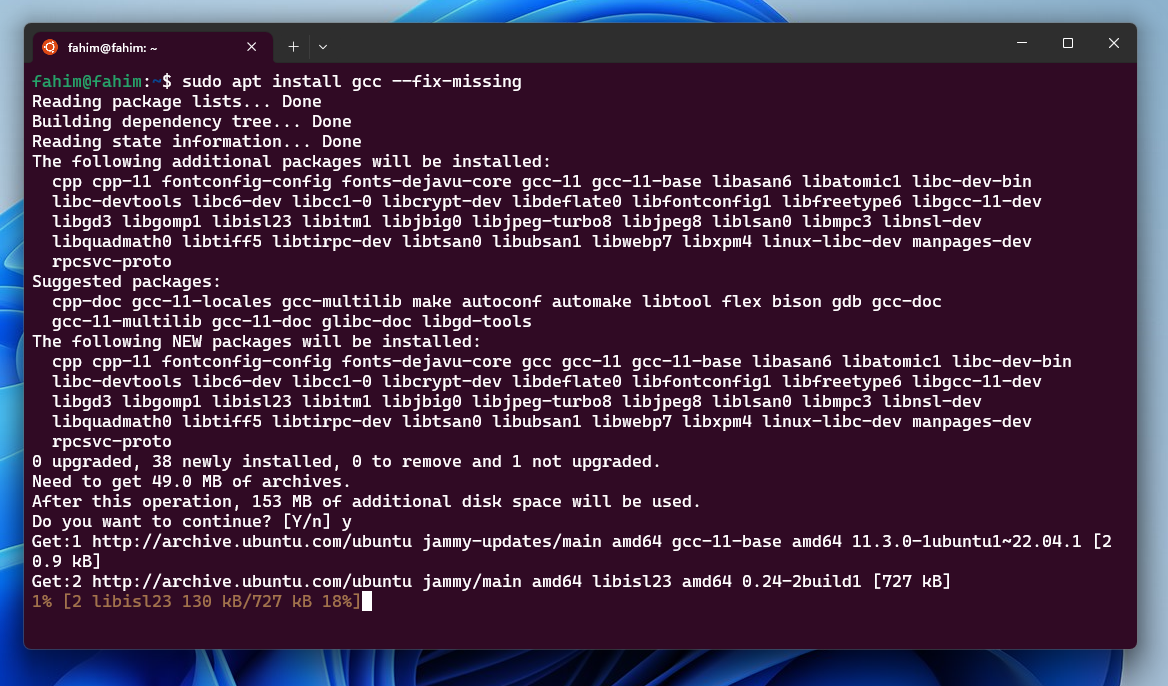 fahim@fahim: ~
fahim@fahim:~$ sudo apt install gcc --fix-missing
Reading package lists... Done
Building dependency tree... Done
Reading state information... Done
The following additional packages will be installed:
  cpp cpp-11 fontconfig-config fonts-dejavu-core gcc-11 gcc-11-base libasan6 libatomic1 libc-dev-bin
  libc-devtools libc6-dev libcc1-0 libcrypt-dev libdeflate0 libfontconfig1 libfreetype6 libgcc-11-dev
  libgd3 libgomp1 libisl23 libitm1 libjbig0 libjpeg-turbo8 libjpeg8 liblsan0 libmpc3 libnsl-dev
  libquadmath0 libtiff5 libtirpc-dev libtsan0 libubsan1 libwebp7 libxpm4 linux-libc-dev manpages-dev
  rpcsvc-proto
Suggested packages:
  cpp-doc gcc-11-locales gcc-multilib make autoconf automake libtool flex bison gdb gcc-doc
  gcc-11-multilib gcc-11-doc glibc-doc libgd-tools
The following NEW packages will be installed:
  cpp cpp-11 fontconfig-config fonts-dejavu-core gcc gcc-11 gcc-11-base libasan6 libatomic1 libc-dev-bin
  libc-devtools libc6-dev libcc1-0 libcrypt-dev libdeflate0 libfontconfig1 libfreetype6 libgcc-11-dev
  libgd3 libgomp1 libisl23 libitm1 libjbig0 libjpeg-turbo8 libjpeg8 liblsan0 libmpc3 libnsl-dev
  libquadmath0 libtiff5 libtirpc-dev libtsan0 libubsan1 libwebp7 libxpm4 linux-libc-dev manpages-dev
  rpcsvc-proto
0 upgraded, 38 newly installed, 0 to remove and 1 not upgraded.
Need to get 49.0 MB of archives.
After this operation, 153 MB of additional disk space will be used.
Do you want to continue? [Y/n] y
Get:1 http://archive.ubuntu.com/ubuntu jammy-updates/main amd64 gcc-11-base amd64 11.3.0-1ubuntu1~22.04.1 [2
0.9 kB]
Get:2 http://archive.ubuntu.com/ubuntu jammy/main amd64 libisl23 amd64 0.24-2build1 [727 kB]
1% [2 libisl23 130 kB/727 kB 18%]